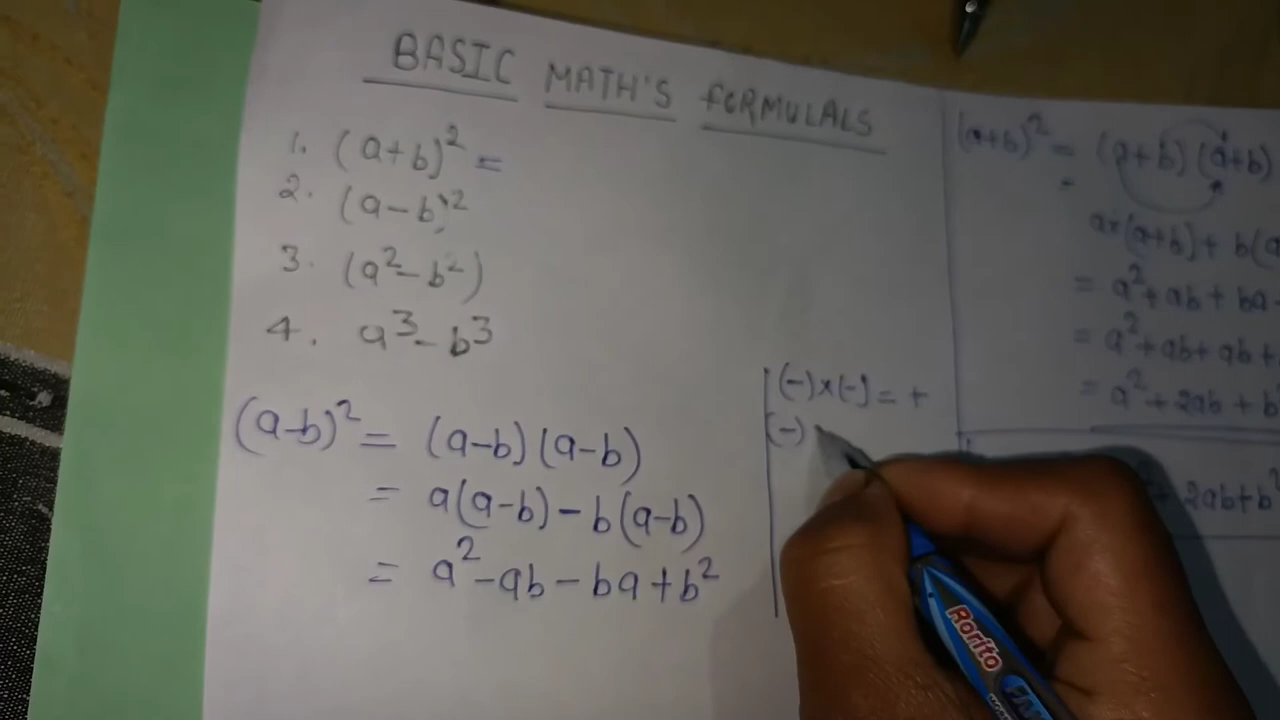 BASIC MATH'S FORMULALS
1. (a+b)² =
2. (a-b)²
3. (a²-b²)
4. a³-b³
(a-b)² = (a-b)(a-b)
= a(a-b)-b(a-b)
= a²-ab-ba+b²
(-)×(-)=+
(-)
(a+b)² = (a+b)(a+b)
a×(a+b)+b(a
= a²+ab+ba
= a²+ab+ab+
= a²+2ab+b
2ab+b²
Rorito